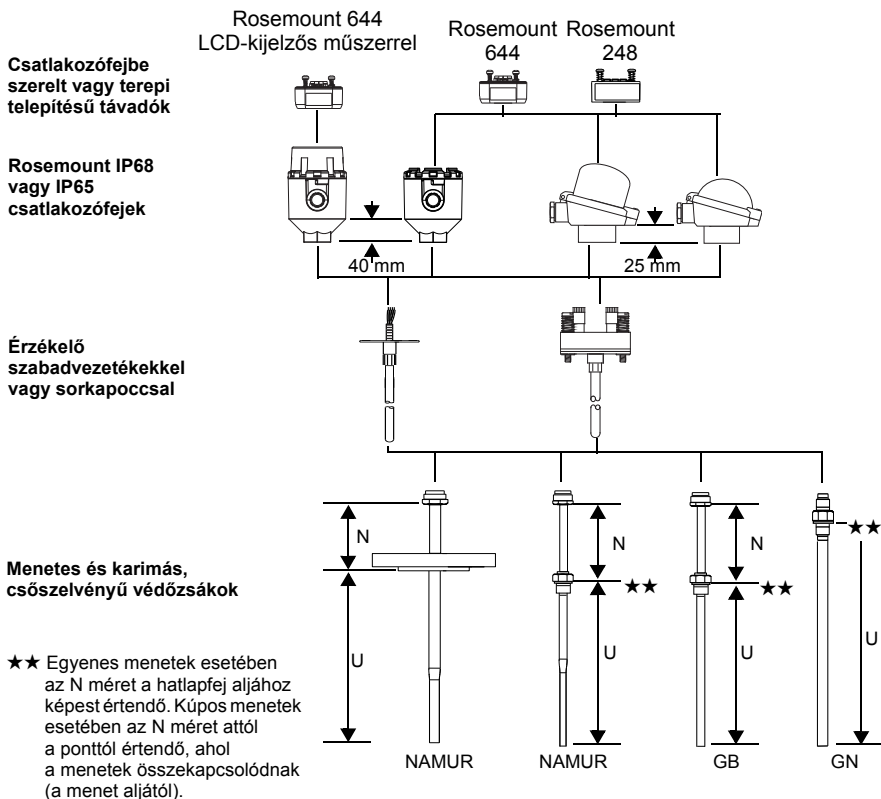 Rosemount 644
LCD-kijelzős műszerrel
Rosemount
644
Rosemount
248
Csatlakozófejbe
szerelt vagy terepi
telepítésű távadók
Rosemount IP68
vagy IP65
csatlakozófejek
40 mm
25 mm
Érzékelő
szabadvezetékekkel
vagy sorkapoccsal
N
N
N
★★
★★
★★
Menetes és karimás,
csőszelvényű védőzsákok
U
U
U
U
★★ Egyenes menetek esetében
az N méret a hatlapfej aljához
képest értendő. Kúpos menetek
esetében az N méret attól
a ponttól értendő, ahol
a menetek összekapcsolódnak
(a menet aljától).
NAMUR
NAMUR
GB
GN